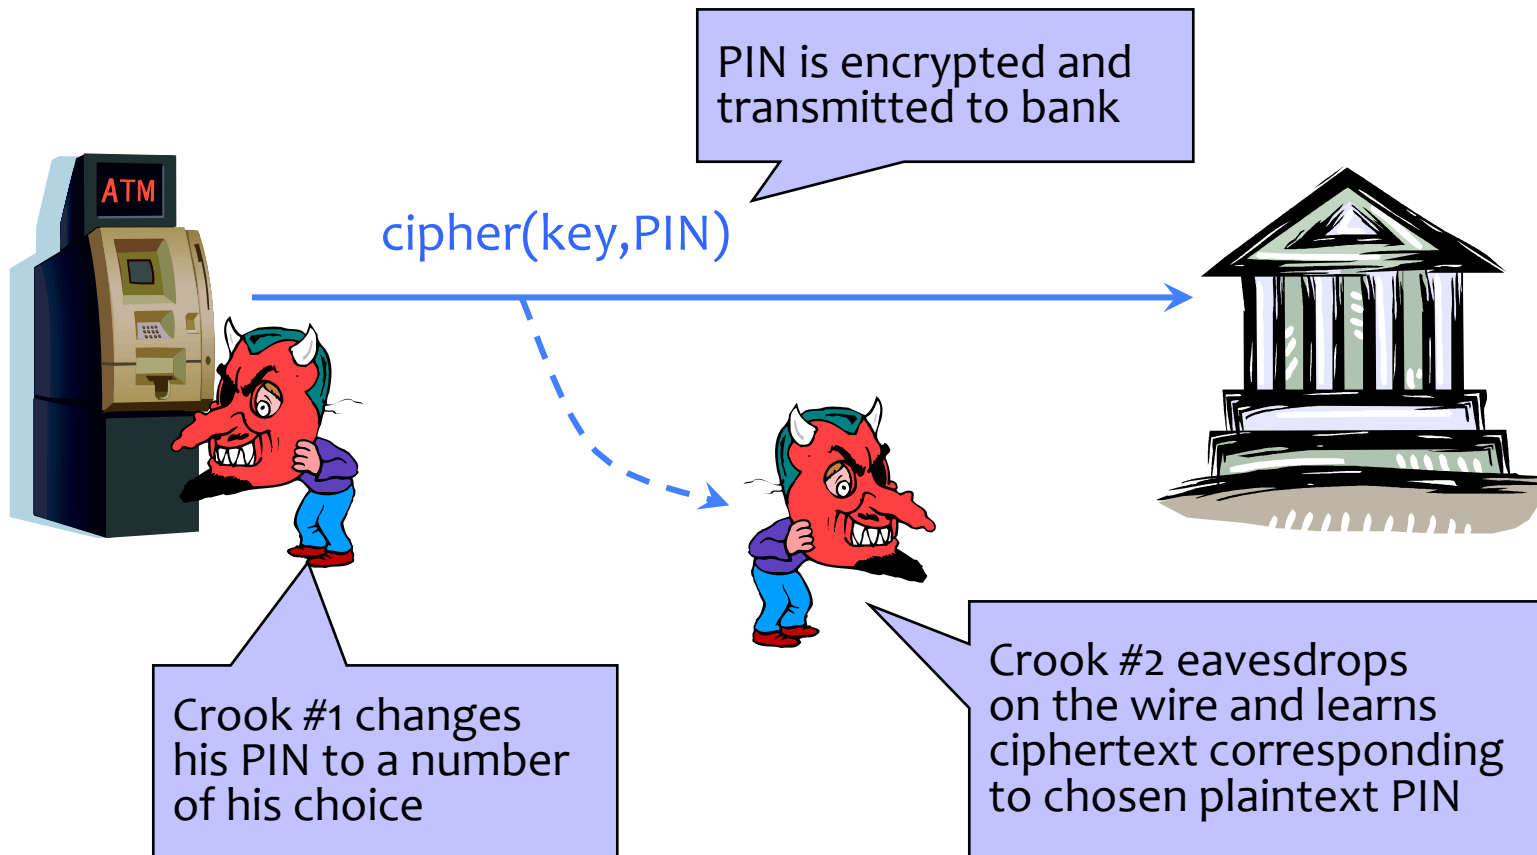 PIN is encrypted and
transmitted to bank
ATM
cipher(key,PIN)
Crook #1 changes
his PIN to a number
of his choice
Crook #2 eavesdrops
on the wire and learns
ciphertext corresponding
to chosen plaintext PIN